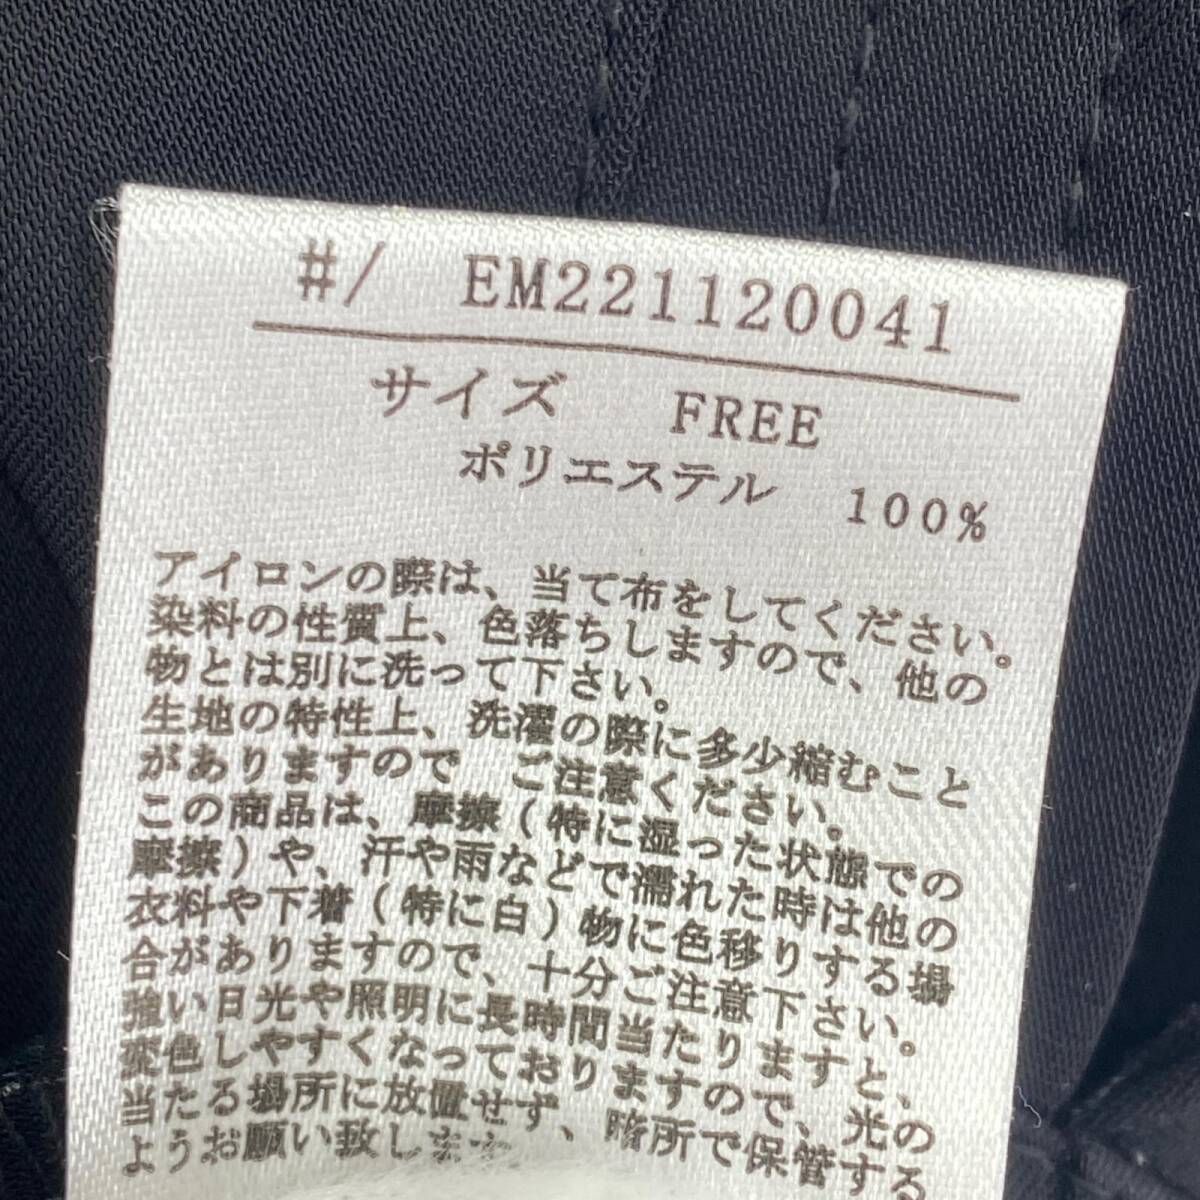 #/ EM221120041
サイズ FREE
ポリエステル 100%
アイロンの際は、当て布をしてください。
染料の性質上、色落ちしますので、他の
物とは別に洗って下さい。
生地の特性上、洗濯の際に多少縮むこと
がありますので ご注意ください。
この商品は、摩擦(特に湿った状態での
摩擦)や、汗や雨などで濡れた時は他の
衣料や下着(特に白)物に色移りする場
合がありますので、十分ご注意下さい。
強い日光や照明に長時間当たりますと、
変色しやすくなっておりますので、光の
当たる場所に放置せず、暗所で保管する
ようお願い致します